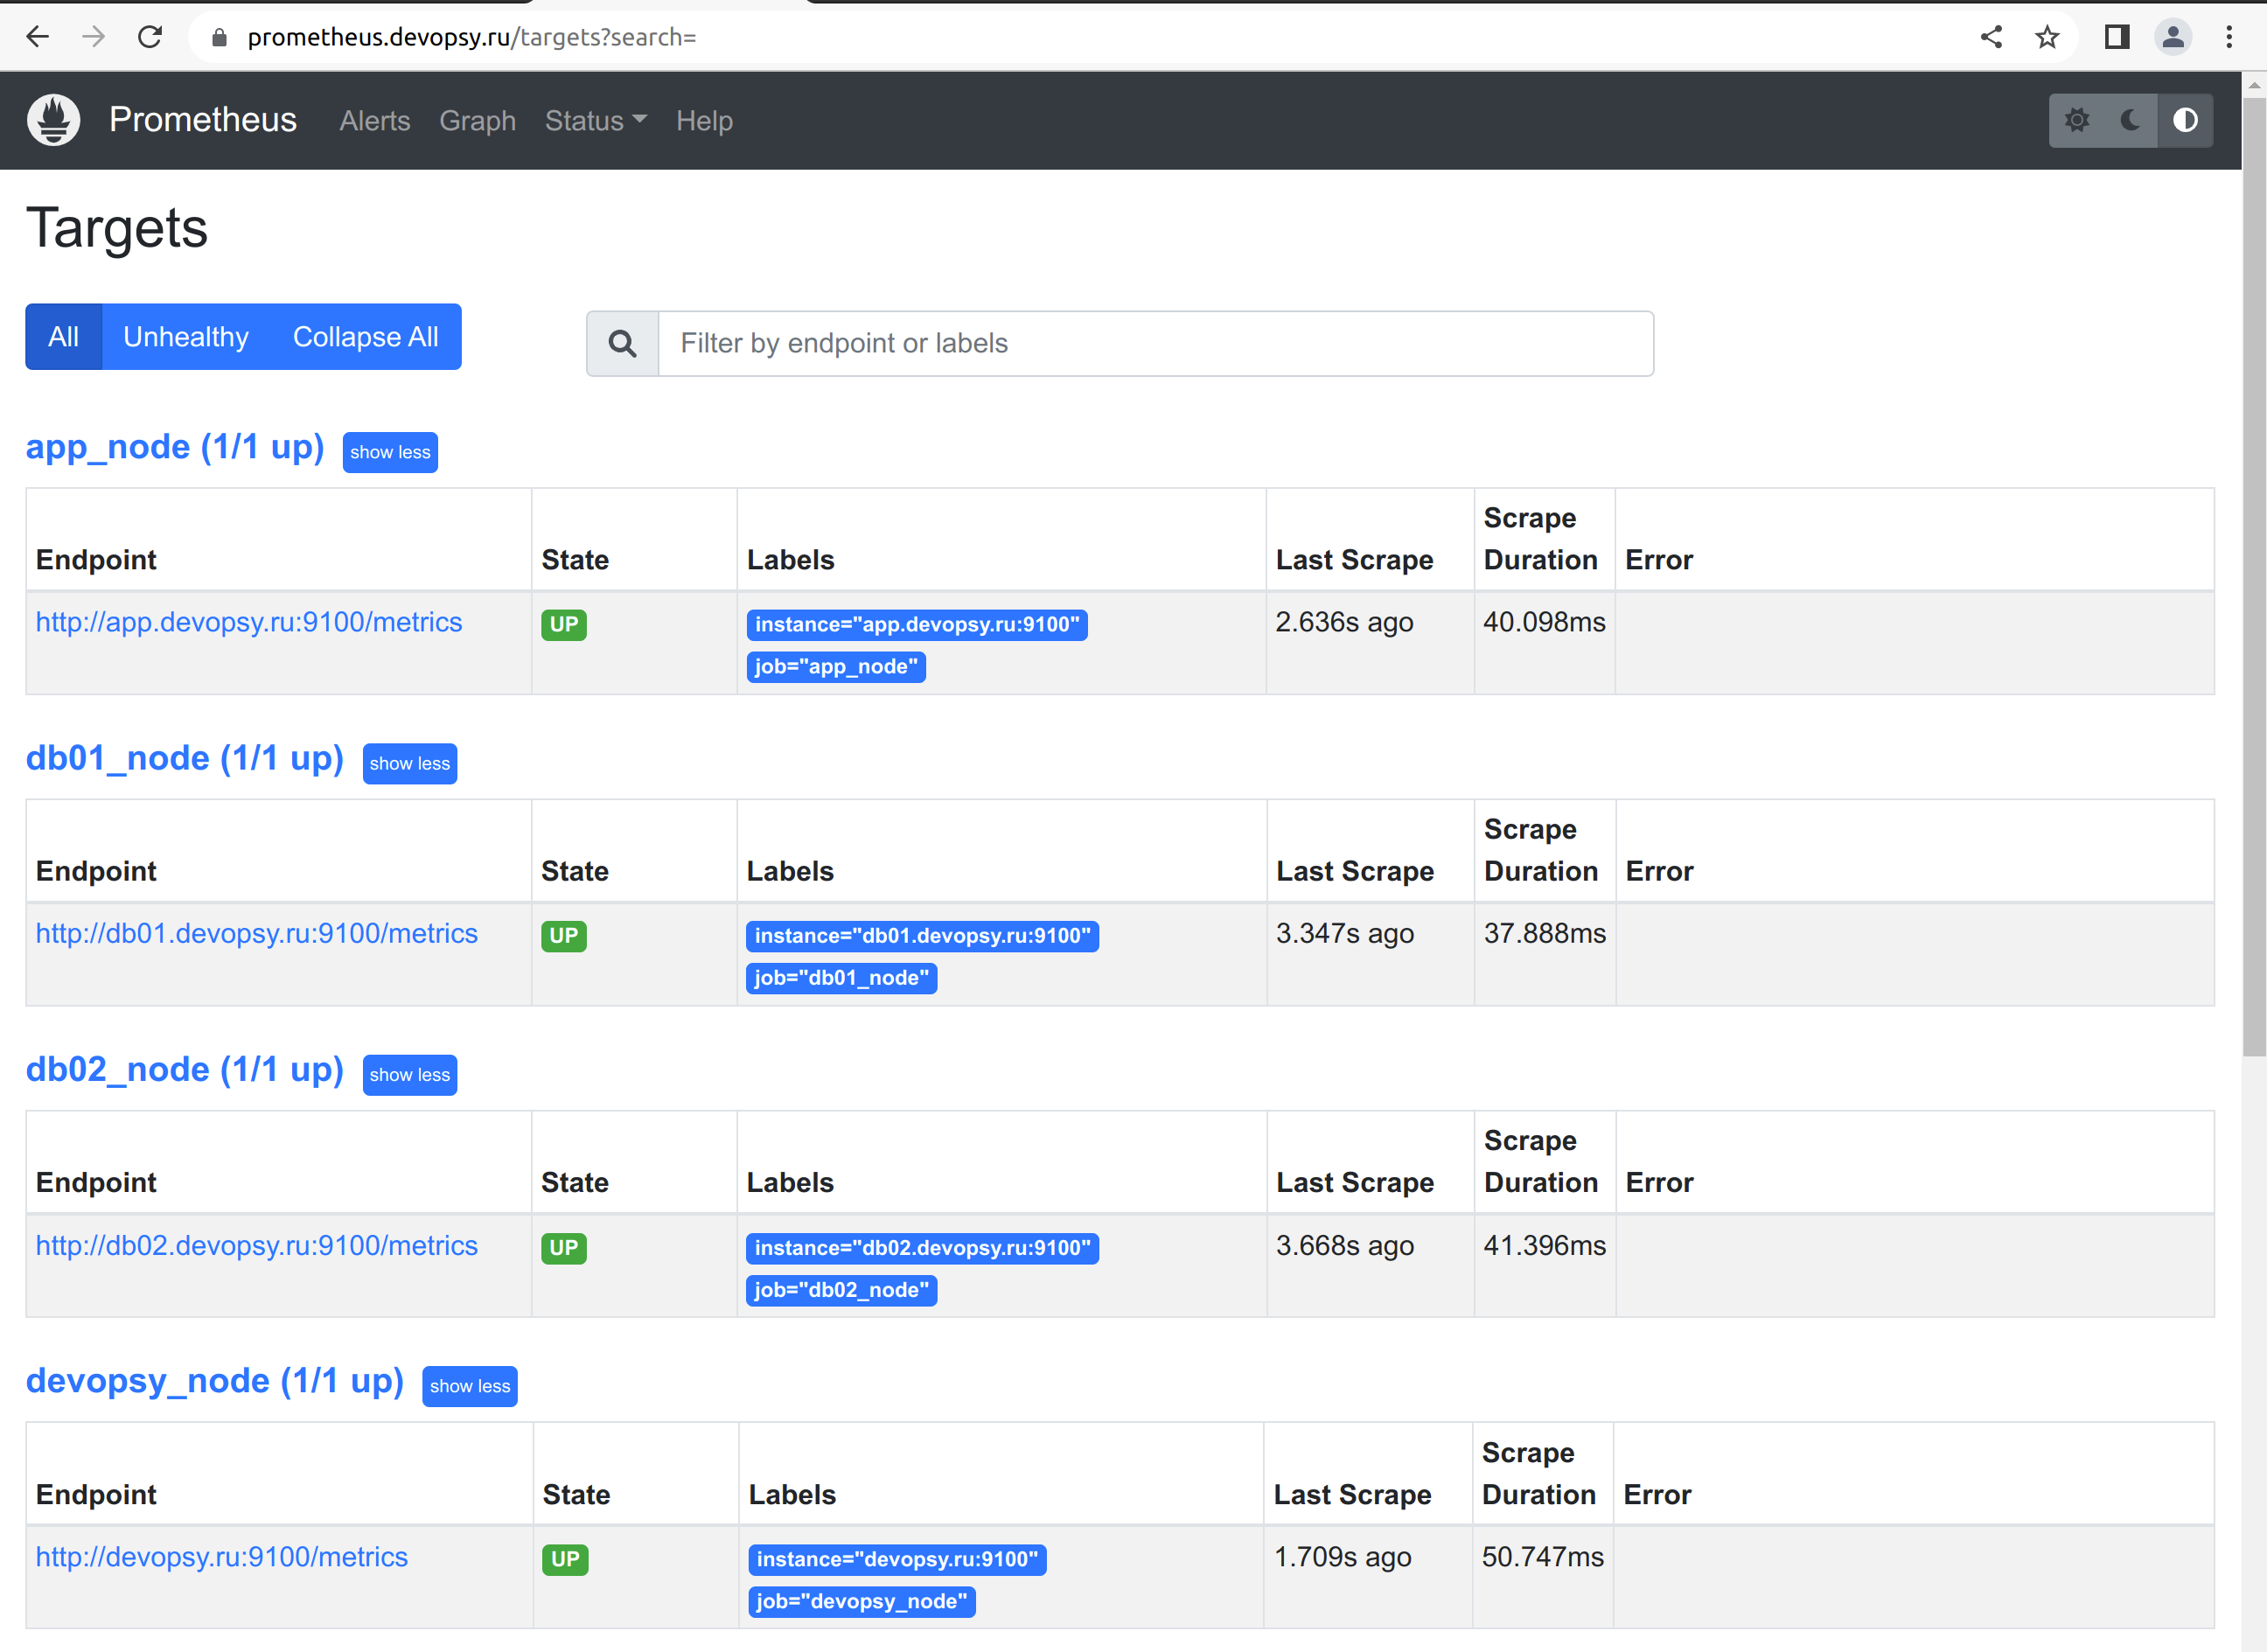 prometheus.devopsy.ru/targets?search=
Prometheus Alerts Graph Status Help
Targets
All Unhealthy Collapse All Filter by endpoint or labels
app_node (1/1 up) show less
Endpoint State Labels Last Scrape Scrape Duration Error
http://app.devopsy.ru:9100/metrics UP instance="app.devopsy.ru:9100" 2.636s ago 40.098ms
job="app_node"
db01_node (1/1 up) show less
Endpoint State Labels Last Scrape Scrape Duration Error
http://db01.devopsy.ru:9100/metrics UP instance="db01.devopsy.ru:9100" 3.347s ago 37.888ms
job="db01_node"
db02_node (1/1 up) show less
Endpoint State Labels Last Scrape Scrape Duration Error
http://db02.devopsy.ru:9100/metrics UP instance="db02.devopsy.ru:9100" 3.668s ago 41.396ms
job="db02_node"
devopsy_node (1/1 up) show less
Endpoint State Labels Last Scrape Scrape Duration Error
http://devopsy.ru:9100/metrics UP instance="devopsy.ru:9100" 1.709s ago 50.747ms
job="devopsy_node"